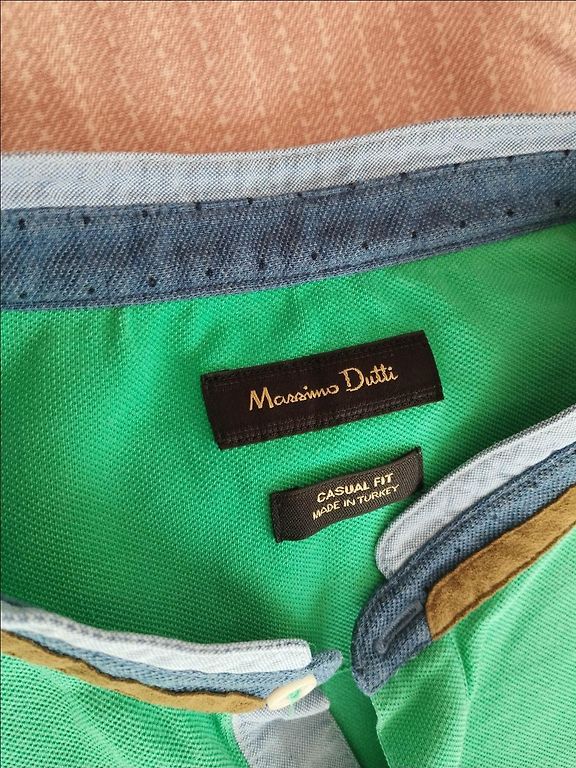 Massimo Dutti
CASUAL FIT
MADE IN TURKEY